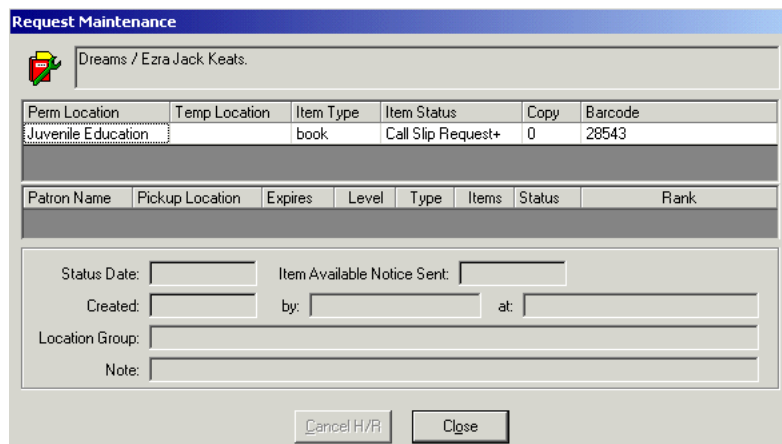 Request Maintenance
Dreams / Ezra Jack Keats.
Perm Location Temp Location Item Type Item Status Copy Barcode
Juvenile Education book Call Slip Request+ 0 28543
Patron Name Pickup Location Expires Level Type Items Status Rank
Status Date: Item Available Notice Sent:
Created: by: at:
Location Group:
Note:
Cancel H/R Close